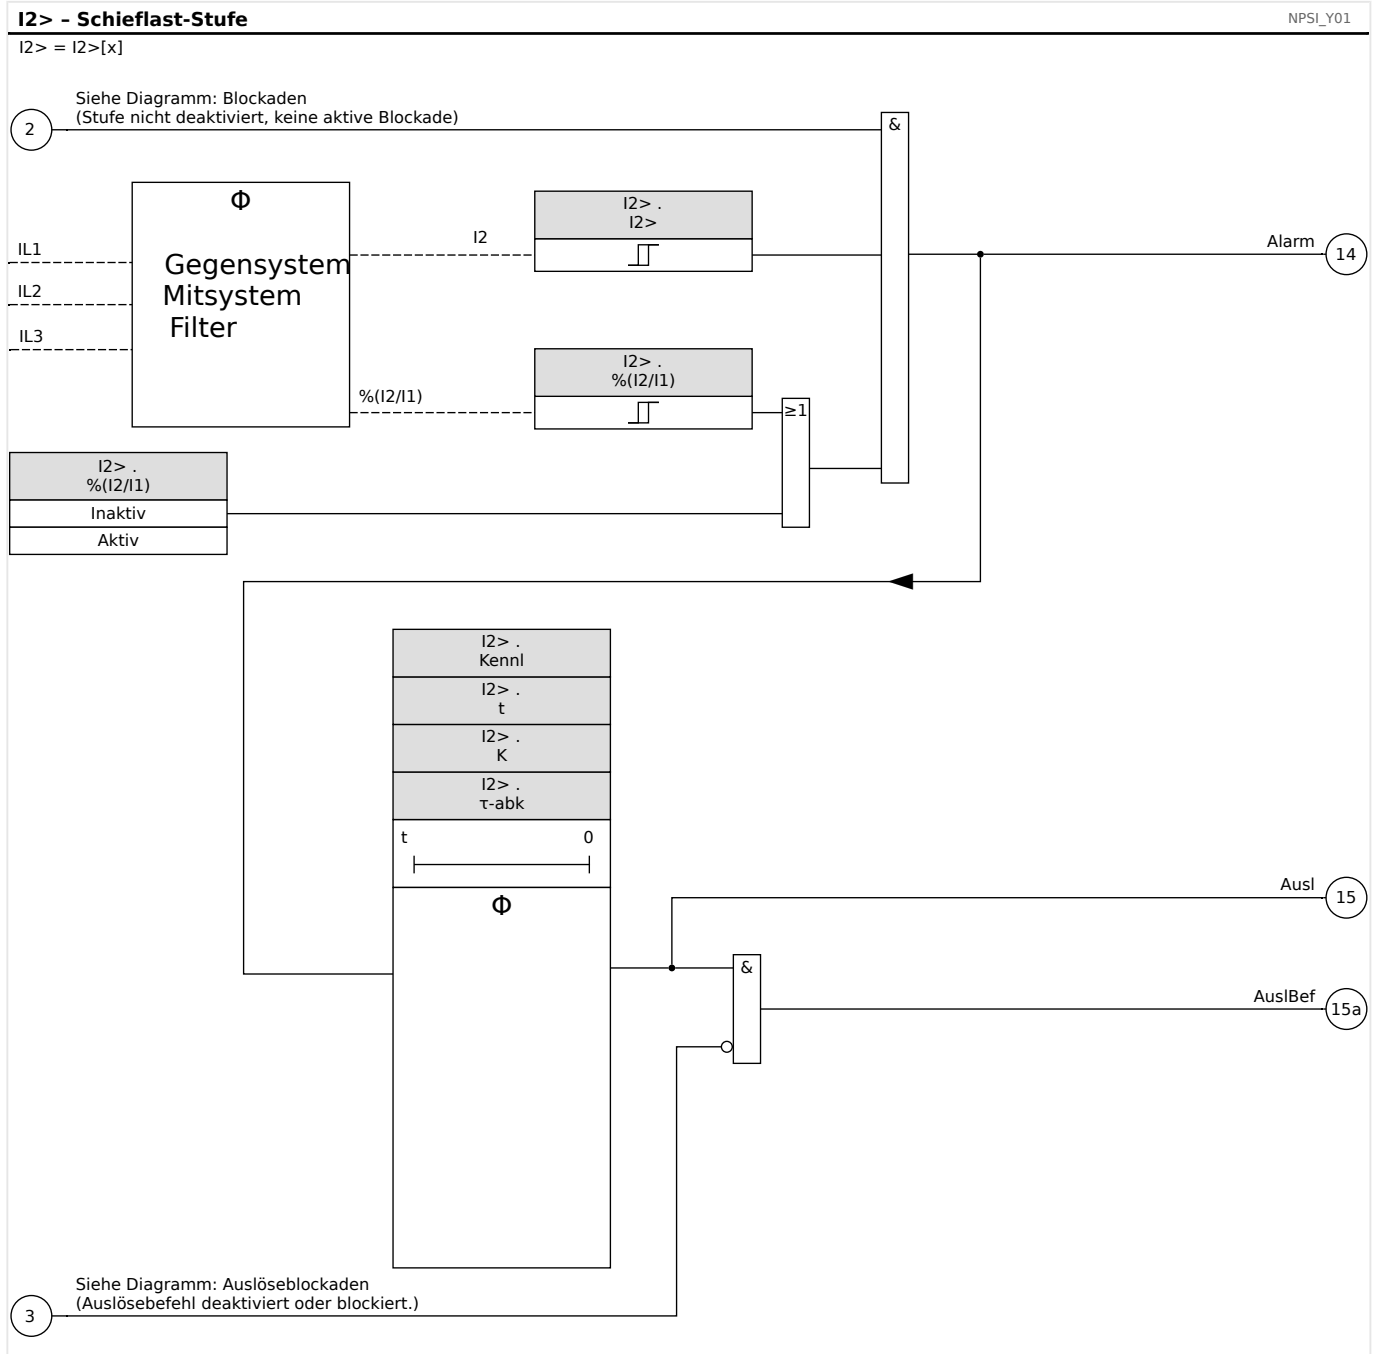 I2> – Schieflast-Stufe
NPSI_Y01
I2> = I2>[x]
Siehe Diagramm: Blockaden
(Stufe nicht deaktiviert, keine aktive Blockade)
2
&
Φ
Gegensystem
Mitsystem
Filter
IL1
IL2
IL3
I2
I2> .
I2>
Alarm
14
%(I2/I1)
I2> .
%(I2/I1)
≥1
I2> .
%(I2/I1)
Inaktiv
Aktiv
I2> .
Kennl
I2> .
t
I2> .
K
I2> .
τ-abk
t 0
Φ
Ausl
15
&
AuslBef
15a
Siehe Diagramm: Auslöseblockaden
(Auslösebefehl deaktiviert oder blockiert.)
3